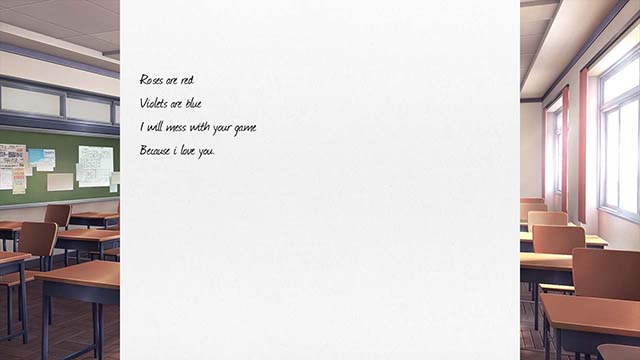 Roses are red
Violets are blue
I will mess with your game
Because i love you.